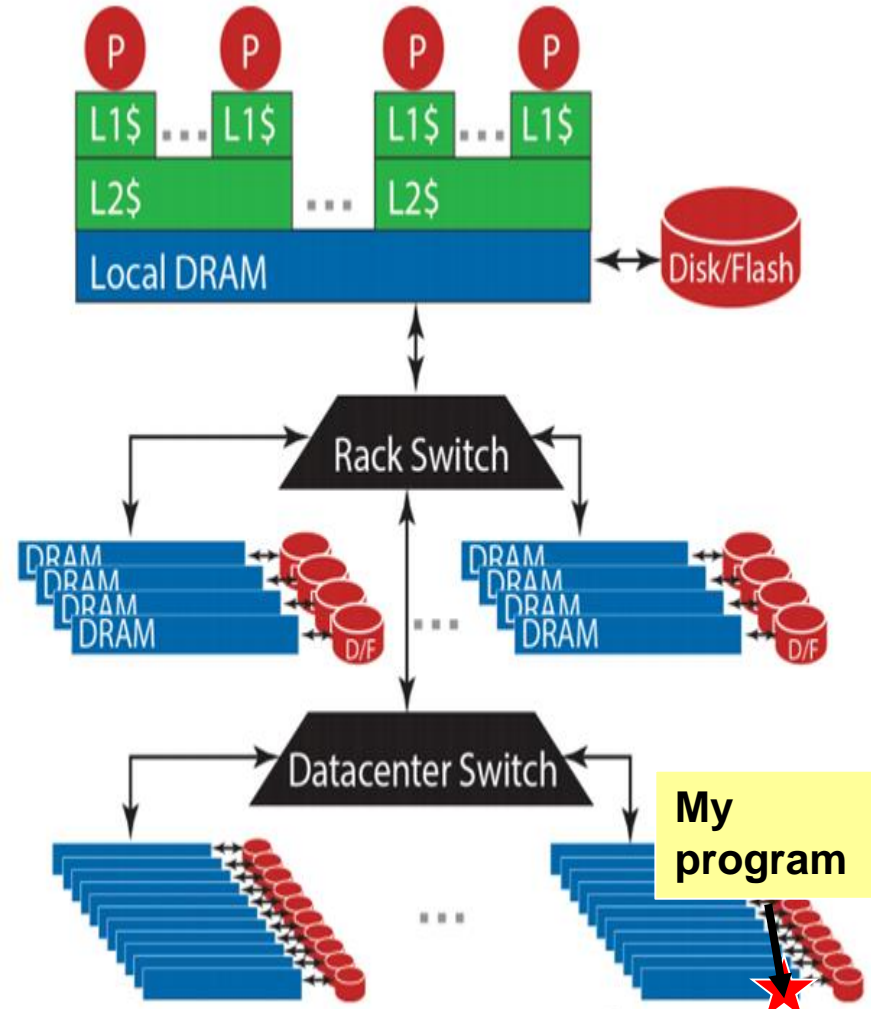 P P P P
L1$ L1$ L1$ L1$
L2$ L2$
Local DRAM
Disk/Flash
Rack Switch
DRAM
DRAM
DRAM
DRAM
D/F
DRAM
DRAM
DRAM
DRAM
D/F
Datacenter Switch
My
program